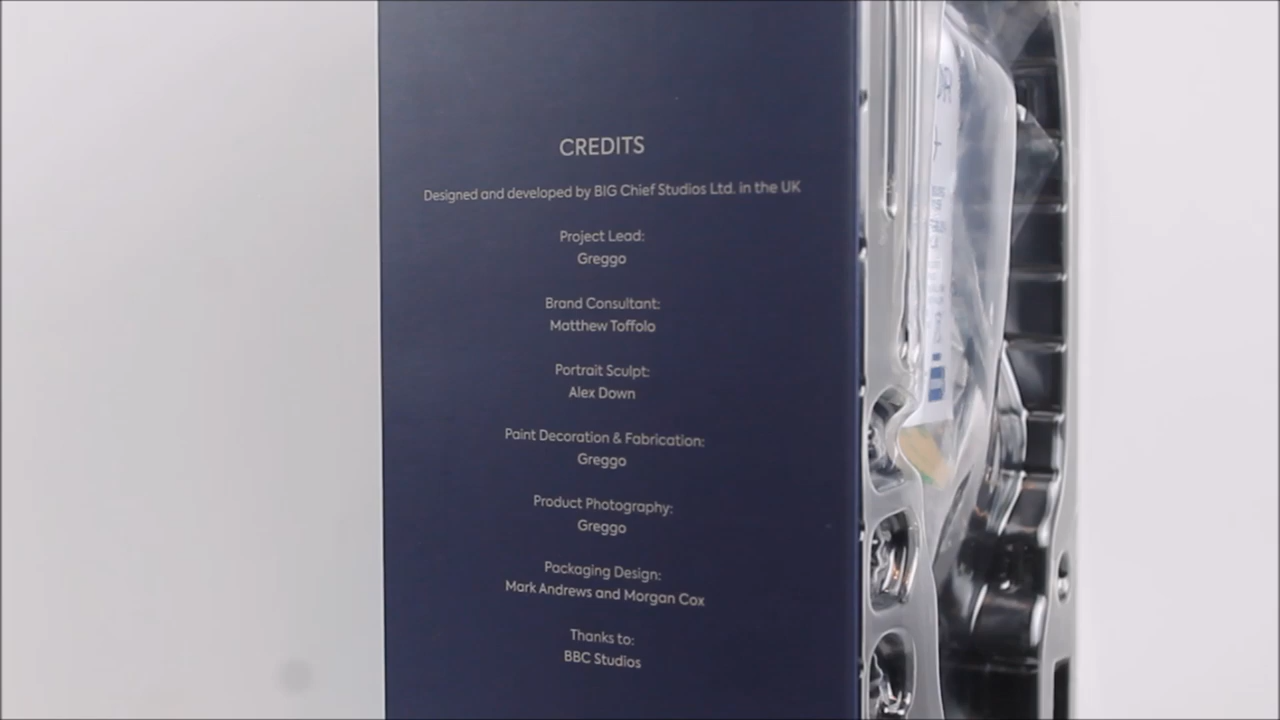 CREDITS
Designed and developed by BIG Chief Studios Ltd. in the UK
Project Lead:
Greggo
Brand Consultant:
Matthew Toffolo
Portrait Sculpt:
Alex Down
Paint Decoration & Fabrication:
Greggo
Product Photography:
Greggo
Packaging Design:
Mark Andrews and Morgan Cox
Thanks to:
BBC Studios